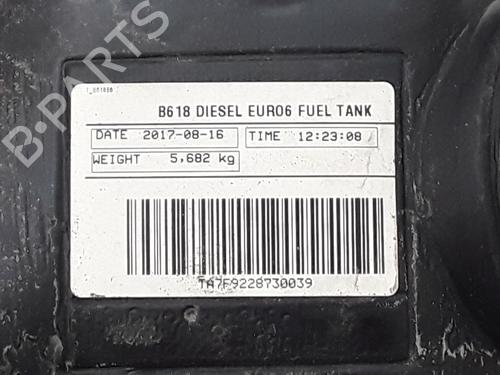 B618 DIESEL EURO6 FUEL TANK
DATE 2017-08-16 TIME 12:23:08
WEIGHT 5,682 kg
TA7F9228730039
B-PARTS